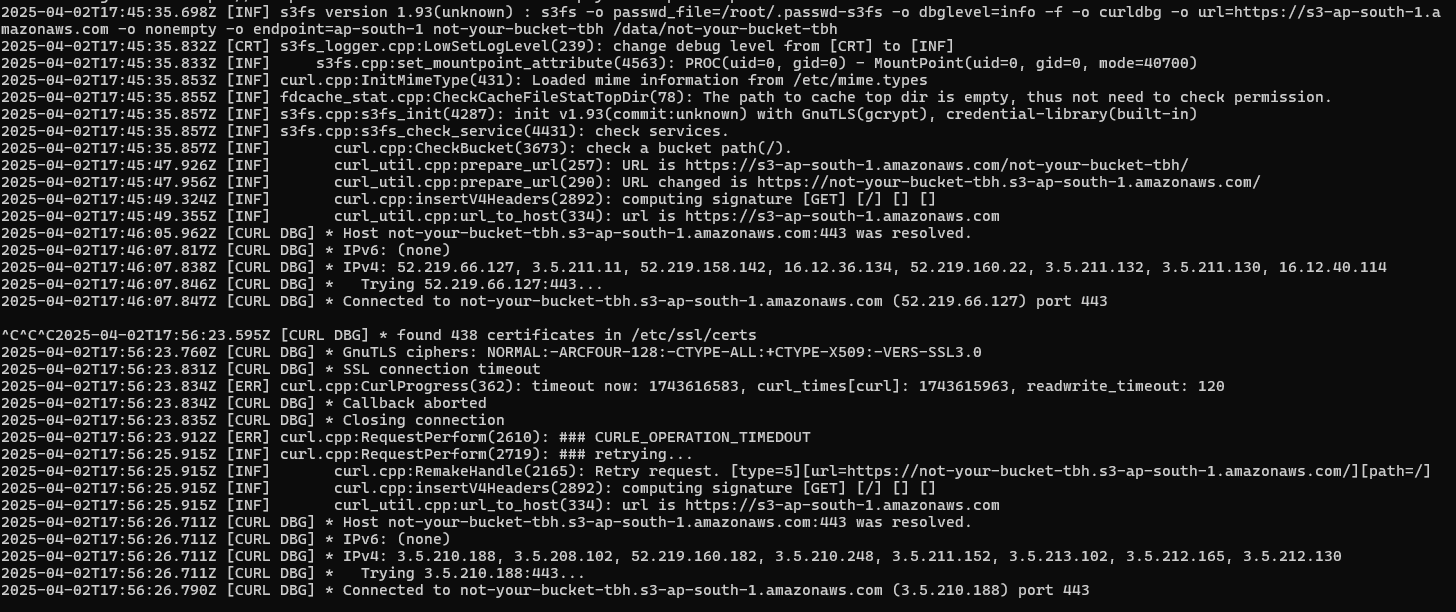 2025-04-02T17:45:35.698Z [INF] s3fs version 1.93(unknown) : s3fs -o passwd_file=/root/.passwd-s3fs -o dbglevel=info -f -o curldbg -o url=https://s3-ap-south-1.a
mazonaws.com -o nonempty -o endpoint=ap-south-1 not-your-bucket-tbh /data/not-your-bucket-tbh
2025-04-02T17:45:35.832Z [CRT] s3fs_logger.cpp:LowSetLogLevel(239): change debug level from [CRT] to [INF]
2025-04-02T17:45:35.833Z [INF]     s3fs.cpp:set_mountpoint_attribute(4563): PROC(uid=0, gid=0) - MountPoint(uid=0, gid=0, mode=40700)
2025-04-02T17:45:35.853Z [INF] curl.cpp:InitMimeType(431): Loaded mime information from /etc/mime.types
2025-04-02T17:45:35.855Z [INF] fdcache_stat.cpp:CheckCacheFileStatTopDir(78): The path to cache top dir is empty, thus not need to check permission.
2025-04-02T17:45:35.857Z [INF] s3fs.cpp:s3fs_init(4287): init v1.93(commit:unknown) with GnuTLS(gcrypt), credential-library(built-in)
2025-04-02T17:45:35.857Z [INF] s3fs.cpp:s3fs_check_service(4431): check services.
2025-04-02T17:45:35.857Z [INF]       curl.cpp:CheckBucket(3673): check a bucket path(/).
2025-04-02T17:45:47.926Z [INF]       curl_util.cpp:prepare_url(257): URL is https://s3-ap-south-1.amazonaws.com/not-your-bucket-tbh/
2025-04-02T17:45:47.956Z [INF]       curl_util.cpp:prepare_url(290): URL changed is https://not-your-bucket-tbh.s3-ap-south-1.amazonaws.com/
2025-04-02T17:45:49.324Z [INF]       curl.cpp:insertV4Headers(2892): computing signature [GET] [/] [] []
2025-04-02T17:45:49.355Z [INF]       curl_util.cpp:url_to_host(334): url is https://s3-ap-south-1.amazonaws.com
2025-04-02T17:46:05.962Z [CURL DBG] * Host not-your-bucket-tbh.s3-ap-south-1.amazonaws.com:443 was resolved.
2025-04-02T17:46:07.817Z [CURL DBG] * IPv6: (none)
2025-04-02T17:46:07.838Z [CURL DBG] * IPv4: 52.219.66.127, 3.5.211.11, 52.219.158.142, 16.12.36.134, 52.219.160.22, 3.5.211.132, 3.5.211.130, 16.12.40.114
2025-04-02T17:46:07.846Z [CURL DBG] *   Trying 52.219.66.127:443...
2025-04-02T17:46:07.847Z [CURL DBG] * Connected to not-your-bucket-tbh.s3-ap-south-1.amazonaws.com (52.219.66.127) port 443
^C^C^C2025-04-02T17:56:23.595Z [CURL DBG] * found 438 certificates in /etc/ssl/certs
2025-04-02T17:56:23.760Z [CURL DBG] * GnuTLS ciphers: NORMAL:-ARCFOUR-128:-CTYPE-ALL:+CTYPE-X509:-VERS-SSL3.0
2025-04-02T17:56:23.831Z [CURL DBG] * SSL connection timeout
2025-04-02T17:56:23.834Z [ERR] curl.cpp:CurlProgress(362): timeout now: 1743616583, curl_times[curl]: 1743615963, readwrite_timeout: 120
2025-04-02T17:56:23.834Z [CURL DBG] * Callback aborted
2025-04-02T17:56:23.835Z [CURL DBG] * Closing connection
2025-04-02T17:56:23.912Z [ERR] curl.cpp:RequestPerform(2610): ### CURLE_OPERATION_TIMEDOUT
2025-04-02T17:56:25.915Z [INF] curl.cpp:RequestPerform(2719): ### retrying...
2025-04-02T17:56:25.915Z [INF]       curl.cpp:RemakeHandle(2165): Retry request. [type=5][url=https://not-your-bucket-tbh.s3-ap-south-1.amazonaws.com/][path=/]
2025-04-02T17:56:25.915Z [INF]       curl.cpp:insertV4Headers(2892): computing signature [GET] [/] [] []
2025-04-02T17:56:25.915Z [INF]       curl_util.cpp:url_to_host(334): url is https://s3-ap-south-1.amazonaws.com
2025-04-02T17:56:26.711Z [CURL DBG] * Host not-your-bucket-tbh.s3-ap-south-1.amazonaws.com:443 was resolved.
2025-04-02T17:56:26.711Z [CURL DBG] * IPv6: (none)
2025-04-02T17:56:26.711Z [CURL DBG] * IPv4: 3.5.210.188, 3.5.208.102, 52.219.160.182, 3.5.210.248, 3.5.211.152, 3.5.213.102, 3.5.212.165, 3.5.212.130
2025-04-02T17:56:26.711Z [CURL DBG] *   Trying 3.5.210.188:443...
2025-04-02T17:56:26.790Z [CURL DBG] * Connected to not-your-bucket-tbh.s3-ap-south-1.amazonaws.com (3.5.210.188) port 443